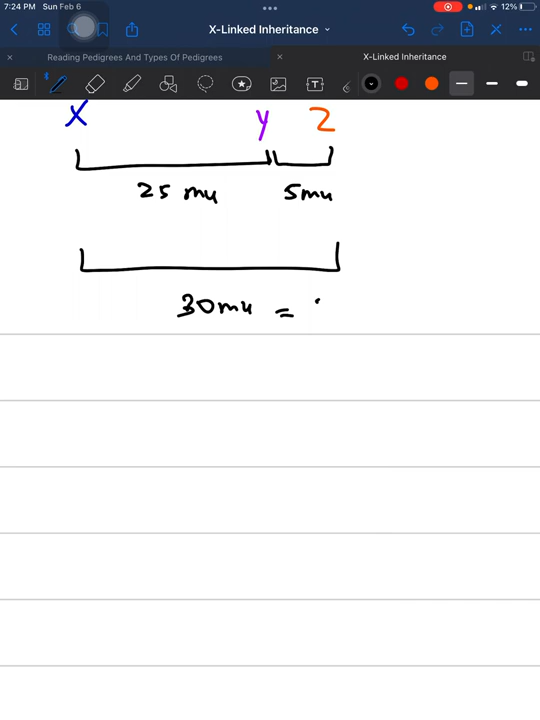 7:24 PM Sun Feb 6
12%
X-Linked Inheritance
Reading Pedigrees And Types Of Pedigrees
X-Linked Inheritance
X y Z
25 mu 5mu
30mu =